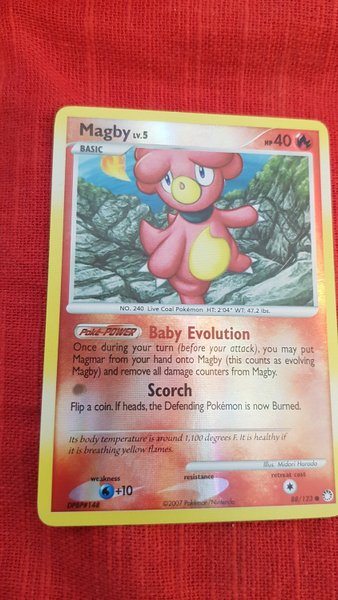 Magby LV.5 HP 40
BASIC
NO. 240 Live Coal Pokémon HT: 2'04" WT: 47.2 lbs.
Poké-POWER Baby Evolution
Once during your turn (before your attack), you may put
Magmar from your hand onto Magby (this counts as evolving
Magby) and remove all damage counters from Magby.
Scorch
Flip a coin. If heads, the Defending Pokémon is now Burned.
Its body temperature is around 1,100 degrees F. It is healthy if
it is breathing yellow flames.
Illus. Midori Harada
weakness resistance retreat cost
+10
DPBP#148 ©2007 Pokémon/Nintendo 88/123